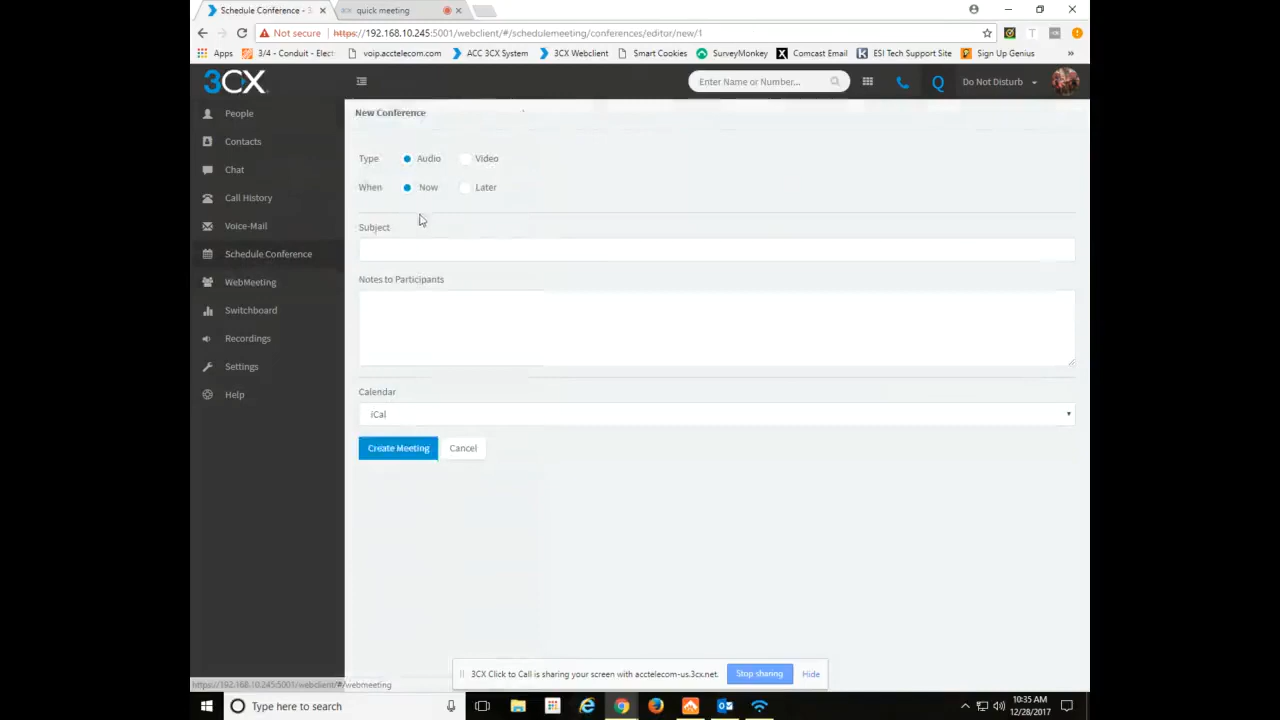 Schedule Conference - 3
quick meeting
Not secure https://192.168.10.245:5001/webclient/#/schedulemeeting/conferences/editor/new/1
Apps 3/4 - Conduit - Elect voip.acctelecom.com ACC 3CX System 3CX Webclient Smart Cookies SurveyMonkey Comcast Email ESI Tech Support Site Sign Up Genius »
3CX Enter Name or Number... Q Do Not Disturb
People
Contacts
Chat
Call History
Voice-Mail
Schedule Conference
WebMeeting
Switchboard
Recordings
Settings
Help
New Conference
Type Audio Video
When Now Later
Subject
Notes to Participants
Calendar
iCal
Create Meeting Cancel
3CX Click to Call is sharing your screen with acctelecom-us.3cx.net. Stop sharing Hide
https://192.168.10.245:5001/webclient/#/webmeeting
Type here to search
10:35 AM
12/28/2017